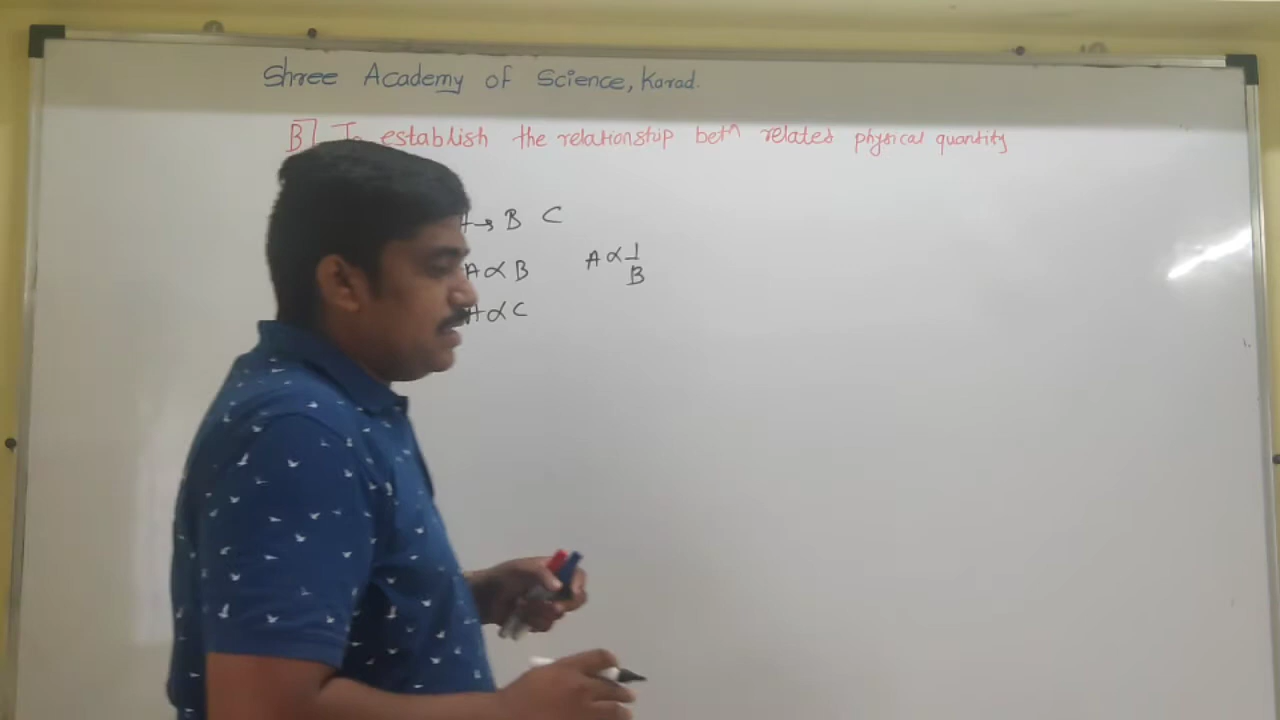 Shree Academy of Science, Karad.
B] To establish the relationship betn related physical quantity
A → B C
A ∝ B
A ∝ 1/B
A ∝ C